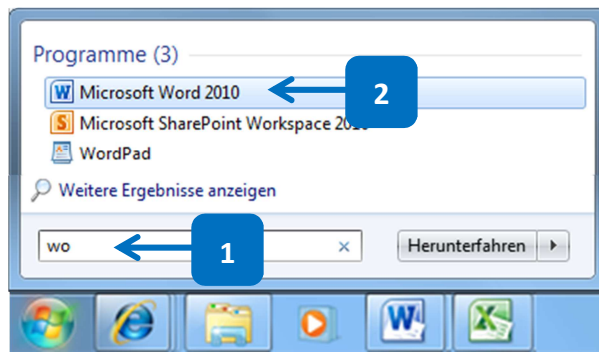 Programme (3)
Microsoft Word 2010
2
Microsoft SharePoint Workspace
WordPad
Weitere Ergebnisse anzeigen
wo
1
Herunterfahren